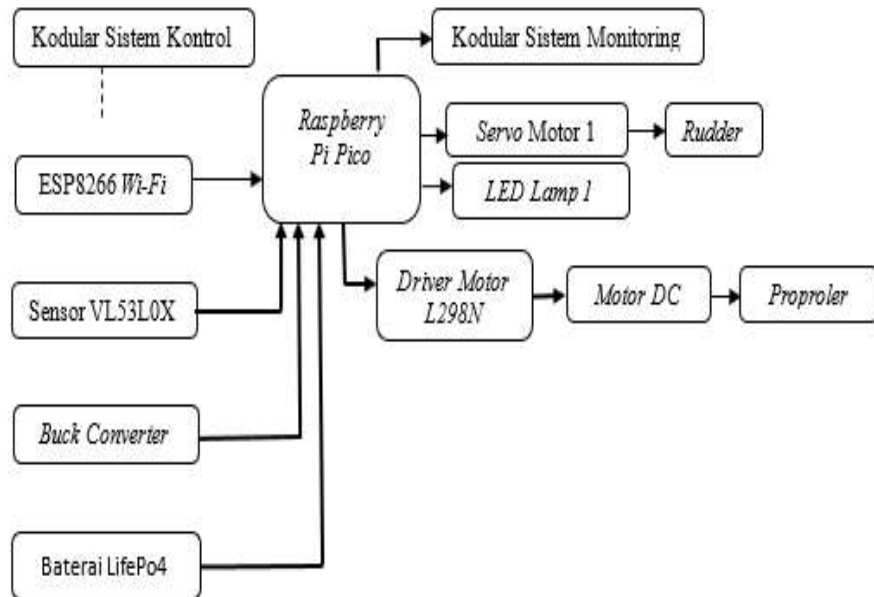 Kodular Sistem Kontrol
Kodular Sistem Monitoring
Raspberry
Pi Pico
Servo Motor 1
Rudder
ESP8266 Wi-Fi
LED Lamp 1
Driver Motor
L298N
Motor DC
Proproler
Sensor VL53L0X
Buck Converter
Baterai LifePo4